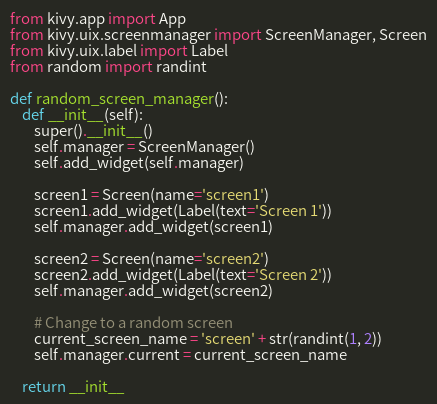 from kivy.app import App
from kivy.uix.screenmanager import ScreenManager, Screen
from kivy.uix.label import Label
from random import randint

def random_screen_manager():
    def __init__(self):
        super().__init__()
        self.manager = ScreenManager()
        self.add_widget(self.manager)

        screen1 = Screen(name='screen1')
        screen1.add_widget(Label(text='Screen 1'))
        self.manager.add_widget(screen1)

        screen2 = Screen(name='screen2')
        screen2.add_widget(Label(text='Screen 2'))
        self.manager.add_widget(screen2)

        # Change to a random screen
        current_screen_name = 'screen' + str(randint(1, 2))
        self.manager.current = current_screen_name

    return __init__